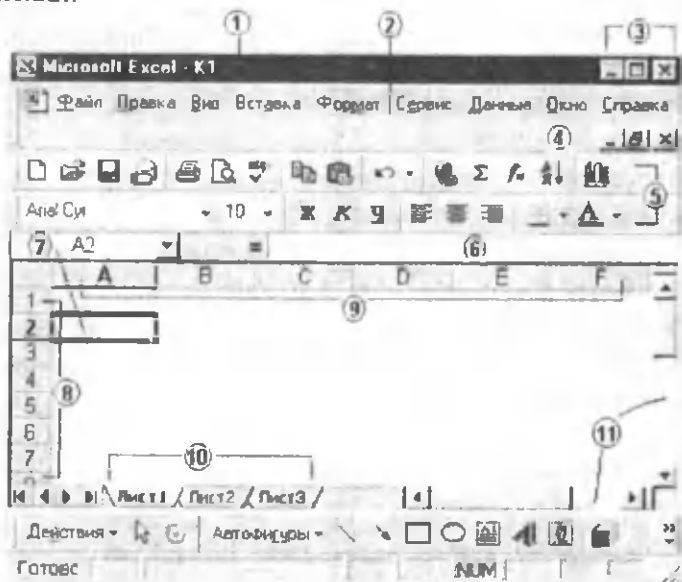 ① ② ③
Microsoft Excel - К1
Файл Правка Вид Вставка Формат Сервис Данные Окно Справка
④
⑤
Arial Cyr 10 Ж К Ч
⑦ A2 = ⑥
A B C D E F
1
⑨
2
3
4
⑧
5
6
⑪
7
⑩
Лист1 Лист2 Лист3
Действия Автофигуры
Готово NUM